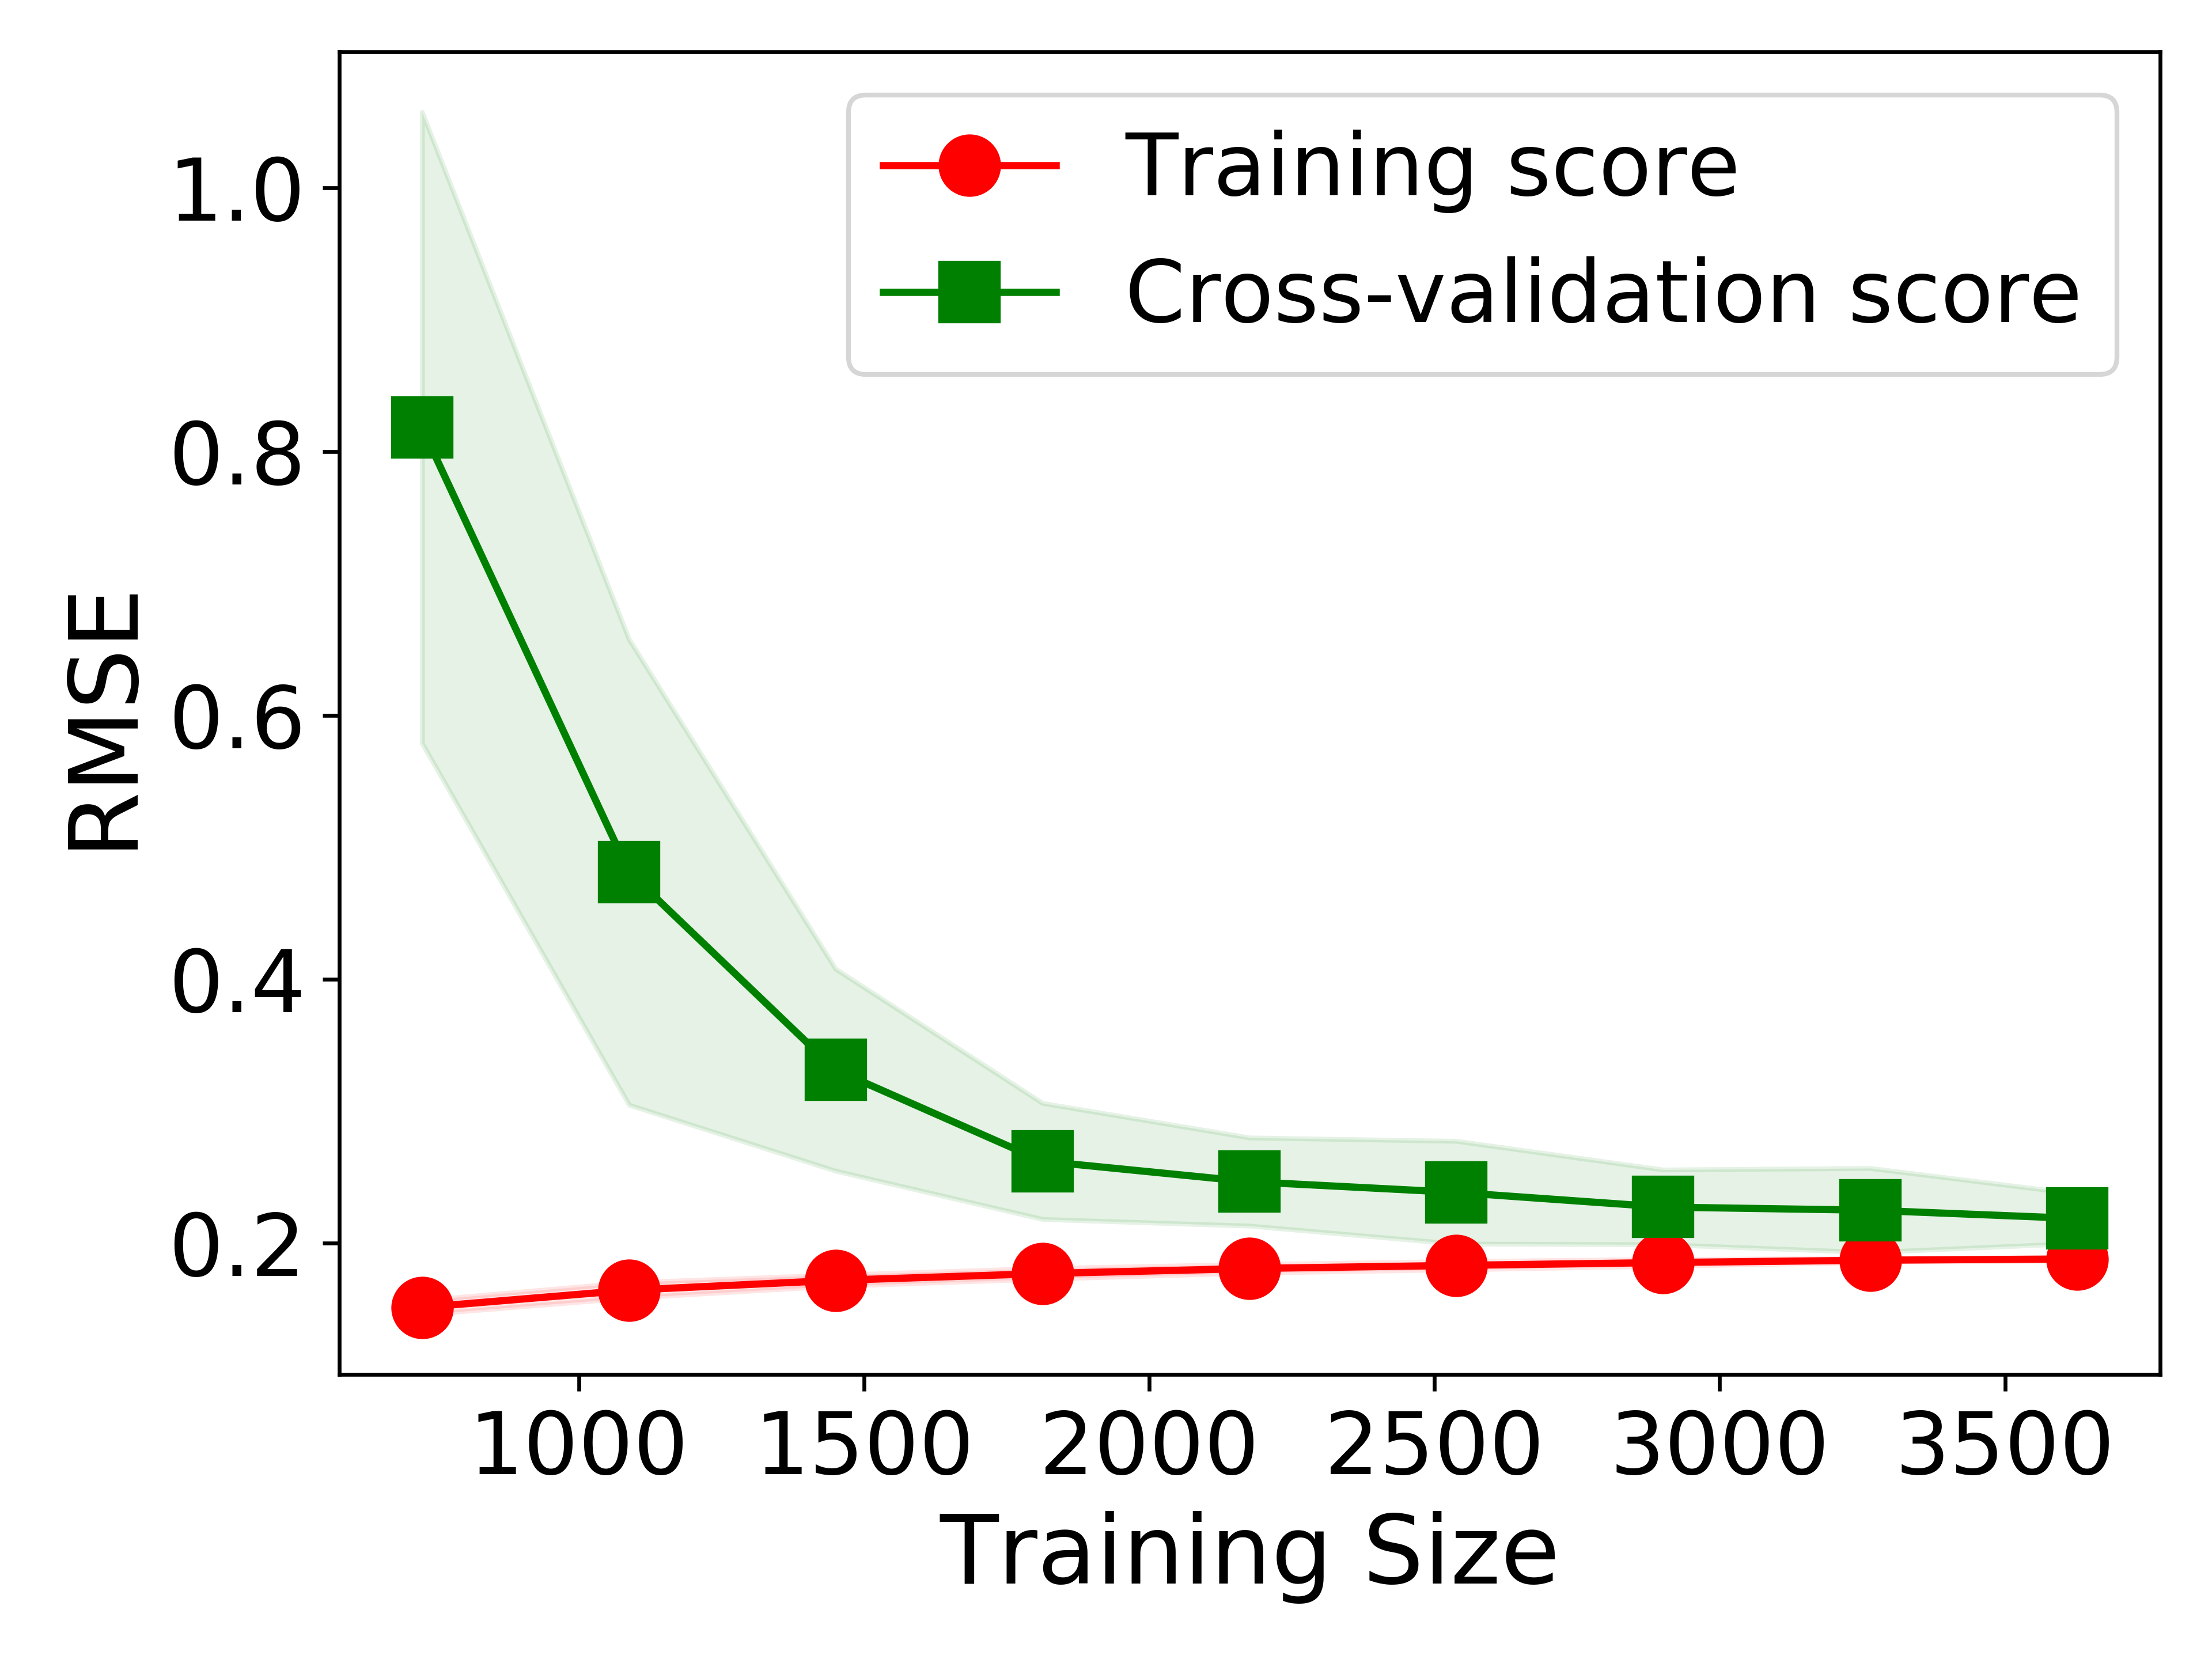 Training score
Cross-validation score
1.0
0.8
0.6
0.4
0.2
RMSE
1000 1500 2000 2500 3000 3500
Training Size